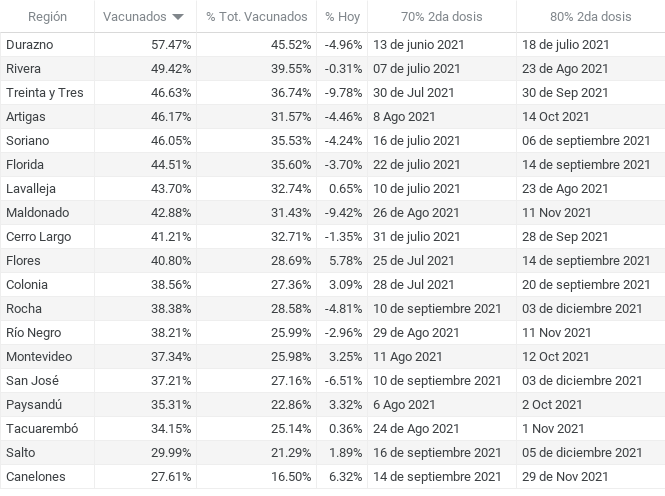 Región Vacunados % Tot. Vacunados % Hoy 70% 2da dosis 80% 2da dosis
Durazno 57.47% 45.52% -4.96% 13 de junio 2021 18 de julio 2021
Rivera 49.42% 39.55% -0.31% 07 de julio 2021 23 de Ago 2021
Treinta y Tres 46.63% 36.74% -9.78% 30 de Jul 2021 30 de Sep 2021
Artigas 46.17% 31.57% -4.46% 8 Ago 2021 14 Oct 2021
Soriano 46.05% 35.53% -4.24% 16 de julio 2021 06 de septiembre 2021
Florida 44.51% 35.60% -3.70% 22 de julio 2021 14 de septiembre 2021
Lavalleja 43.70% 32.74% 0.65% 10 de julio 2021 23 de Ago 2021
Maldonado 42.88% 31.43% -9.42% 26 de Ago 2021 11 Nov 2021
Cerro Largo 41.21% 32.71% -1.35% 31 de julio 2021 28 de Sep 2021
Flores 40.80% 28.69% 5.78% 25 de Jul 2021 14 de septiembre 2021
Colonia 38.56% 27.36% 3.09% 28 de Jul 2021 20 de septiembre 2021
Rocha 38.38% 28.58% -4.81% 10 de septiembre 2021 03 de diciembre 2021
Río Negro 38.21% 25.99% -2.96% 29 de Ago 2021 11 Nov 2021
Montevideo 37.34% 25.98% 3.25% 11 Ago 2021 12 Oct 2021
San José 37.21% 27.16% -6.51% 10 de septiembre 2021 03 de diciembre 2021
Paysandú 35.31% 22.86% 3.32% 6 Ago 2021 2 Oct 2021
Tacuarembó 34.15% 25.14% 0.36% 24 de Ago 2021 1 Nov 2021
Salto 29.99% 21.29% 1.89% 16 de septiembre 2021 05 de diciembre 2021
Canelones 27.61% 16.50% 6.32% 14 de septiembre 2021 29 de Nov 2021